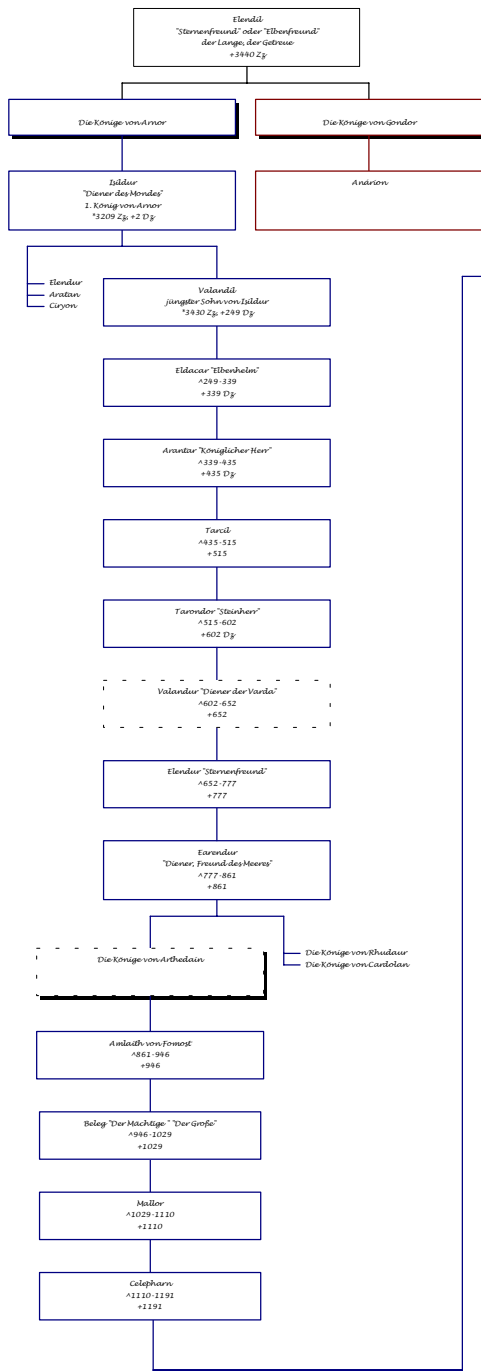 Elendil
"Sternenfreund" oder "Elbenfreund"
der Lange, der Getreue
+3440 Zz
Die Könige von Arnor
Die Könige von Gondor
Isildur
"Diener des Mondes"
1. König von Arnor
*3209 Zz, +2 Dz
Anárion
Elendur
Aratan
Ciryon
Valandil
jüngster Sohn von Isildur
*3430 Zz, +249 Dz
Eldacar "Elbenhelm"
^249-339
+339 Dz
Arantar "Königlicher Herr"
^339-435
+435 Dz
Tarcil
^435-515
+515
Tarondor "Steinherr"
^515-602
+602 Dz
Valandur "Diener der Varda"
^602-652
+652
Elendur "Sternenfreund"
^652-777
+777
Earendur
"Diener, Freund des Meeres"
^777-861
+861
Die Könige von Arthedain
Die Könige von Rhudaur
Die Könige von Cardolan
Amlaith von Fornost
^861-946
+946
Beleg "Der Mächtige" "Der Große"
^946-1029
+1029
Mallor
^1029-1110
+1110
Celepharn
^1110-1191
+1191